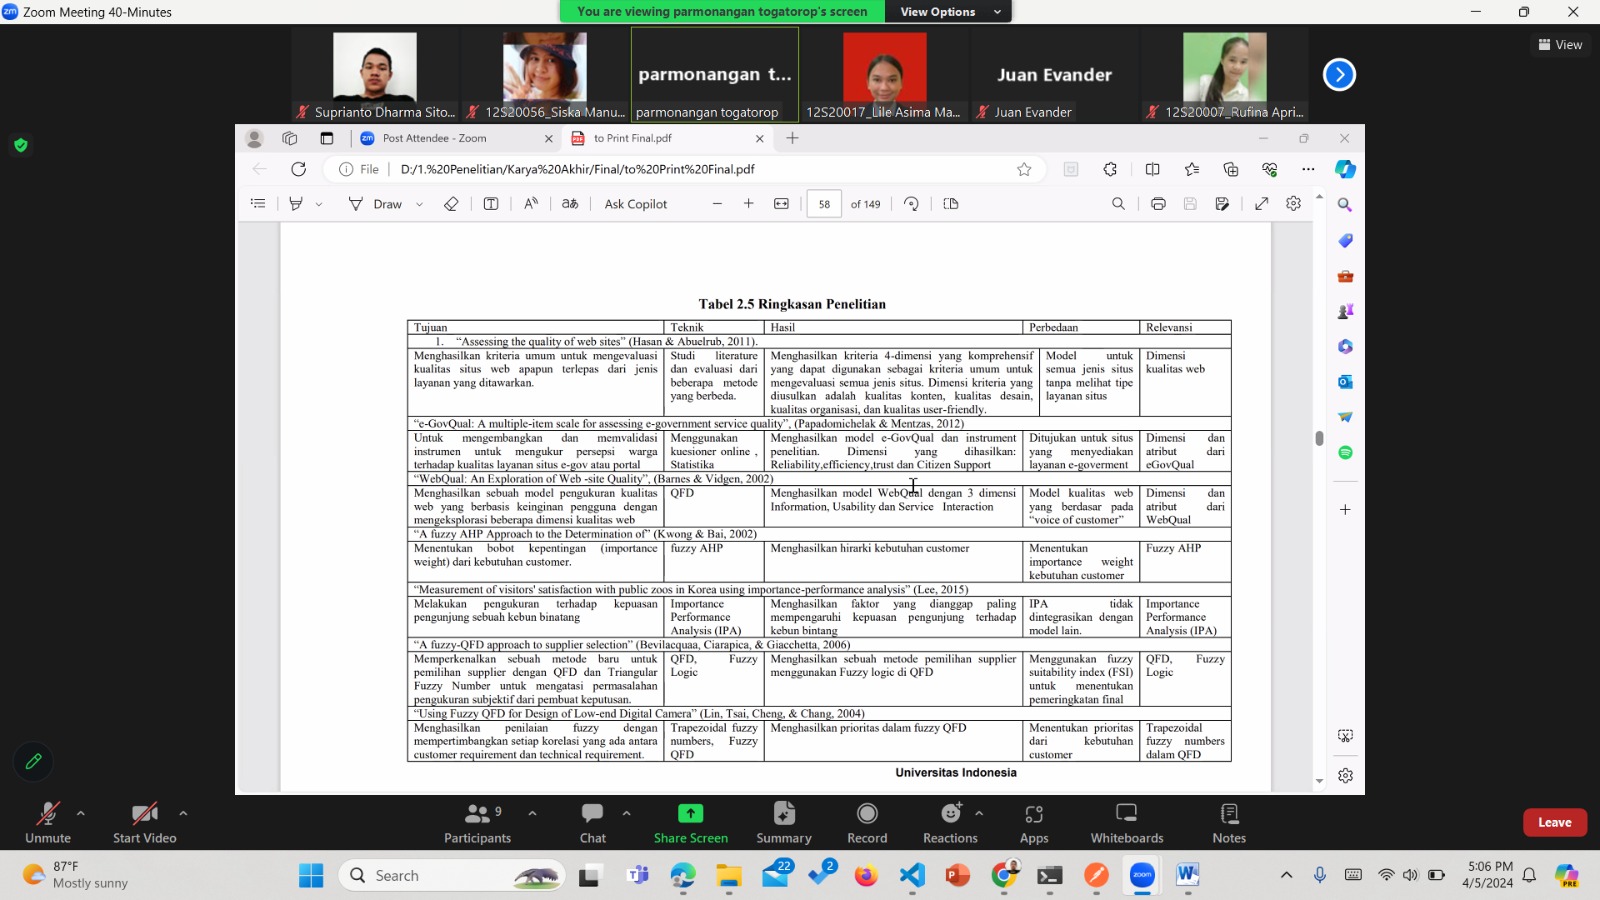 Zoom Meeting 40-Minutes
You are viewing parmonangan togatorop's screen
View Options
View
Suprianto Dharma Sito...
12S20056_Siska Manu...
parmonangan t...
parmonangan togatorop
12S20017_Lile Asima Ma...
Juan Evander
Juan Evander
12S20007_Rufina Apri...
Post Attendee - Zoom
to Print Final.pdf
File
D:/1.%20Penelitian/Karya%20Akhir/Final/to%20Print%20Final.pdf
Draw
Ask Copilot
58
of 149
Tabel 2.5 Ringkasan Penelitian
Tujuan
Teknik
Hasil
Perbedaan
Relevansi
1. “Assessing the quality of web sites” (Hasan & Abuelrub, 2011).
Menghasilkan kriteria umum untuk mengevaluasi
kualitas situs web apapun terlepas dari jenis
layanan yang ditawarkan.
Studi literature
dan evaluasi dari
beberapa metode
yang berbeda.
Menghasilkan kriteria 4-dimensi yang komprehensif
yang dapat digunakan sebagai kriteria umum untuk
mengevaluasi semua jenis situs. Dimensi kriteria yang
diusulkan adalah kualitas konten, kualitas desain,
kualitas organisasi, dan kualitas user-friendly.
Model untuk
semua jenis situs
tanpa melihat tipe
layanan situs
Dimensi
kualitas web
“e-GovQual: A multiple-item scale for assessing e-government service quality”, (Papadomichelak & Mentzas, 2012)
Untuk mengembangkan dan memvalidasi
instrumen untuk mengukur persepsi warga
terhadap kualitas layanan situs e-gov atau portal
Menggunakan
kuesioner online ,
Statistika
Menghasilkan model e-GovQual dan instrument
penelitian. Dimensi yang dihasilkan:
Reliability,efficiency,trust dan Citizen Support
Ditujukan untuk situs
yang menyediakan
layanan e-goverment
Dimensi dan
atribut dari
eGovQual
“WebQual: An Exploration of Web -site Quality”, (Barnes & Vidgen, 2002)
Menghasilkan sebuah model pengukuran kualitas
web yang berbasis keinginan pengguna dengan
mengeksplorasi beberapa dimensi kualitas web
QFD
Menghasilkan model WebQual dengan 3 dimensi
Information, Usability dan Service Interaction
Model kualitas web
yang berdasar pada
“voice of customer”
Dimensi dan
atribut dari
WebQual
“A fuzzy AHP Approach to the Determination of” (Kwong & Bai, 2002)
Menentukan bobot kepentingan (importance
weight) dari kebutuhan customer.
fuzzy AHP
Menghasilkan hirarki kebutuhan customer
Menentukan
importance weight
kebutuhan customer
Fuzzy AHP
“Measurement of visitors' satisfaction with public zoos in Korea using importance-performance analysis” (Lee, 2015)
Melakukan pengukuran terhadap kepuasan
pengunjung sebuah kebun binatang
Importance
Performance
Analysis (IPA)
Menghasilkan faktor yang dianggap paling
mempengaruhi kepuasan pengunjung terhadap
kebun bintang
IPA tidak
dintegrasikan dengan
model lain.
Importance
Performance
Analysis (IPA)
“A fuzzy-QFD approach to supplier selection” (Bevilacquaa, Ciarapica, & Giacchetta, 2006)
Memperkenalkan sebuah metode baru untuk
pemilihan supplier dengan QFD dan Triangular
Fuzzy Number untuk mengatasi permasalahan
pengukuran subjektif dari pembuat keputusan.
QFD, Fuzzy
Logic
Menghasilkan sebuah metode pemilihan supplier
menggunakan Fuzzy logic di QFD
Menggunakan fuzzy
suitability index (FSI)
untuk menentukan
pemeringkatan final
QFD, Fuzzy
Logic
“Using Fuzzy QFD for Design of Low-end Digital Camera” (Lin, Tsai, Cheng, & Chang, 2004)
Menghasilkan penilaian fuzzy dengan
mempertimbangkan setiap korelasi yang ada antara
customer requirement dan technical requirement.
Trapezoidal fuzzy
numbers, Fuzzy
QFD
Menghasilkan prioritas dalam fuzzy QFD
Menentukan prioritas
dari kebutuhan
customer
Trapezoidal
fuzzy numbers
dalam QFD
Universitas Indonesia
Unmute
Start Video
9
Participants
Chat
Share Screen
Summary
Record
Reactions
Apps
Whiteboards
Notes
Leave
87°F
Mostly sunny
Search
22
2
zoom
5:06 PM
4/5/2024
PRE